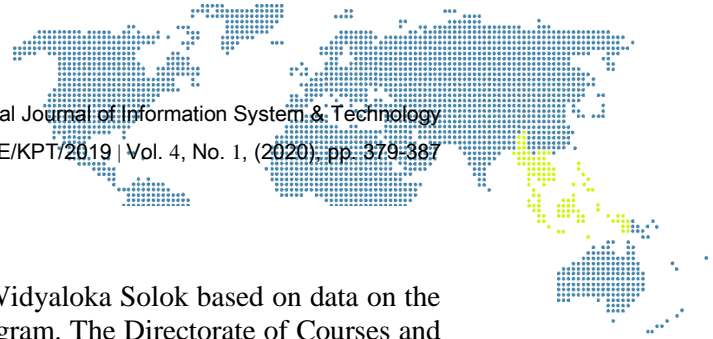 al Journal of Information System & Technology
E/KPT/2019 | Vol. 4, No. 1, (2020), pp. 379-387
Widyaloka Solok based on data on the
gram. The Directorate of Courses and